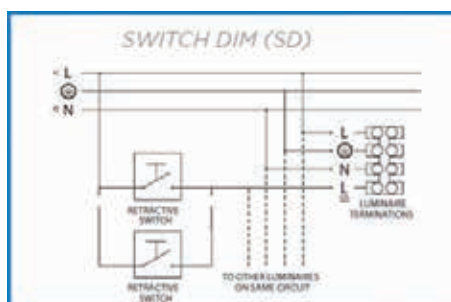 SWITCH DIM (SD)
L
N
L
N
L
RETRACTIVE
SWITCH
LUMINAIRE
TERMINATIONS
RETRACTIVE
SWITCH
TO OTHER LUMINAIRES
ON SAME CIRCUIT